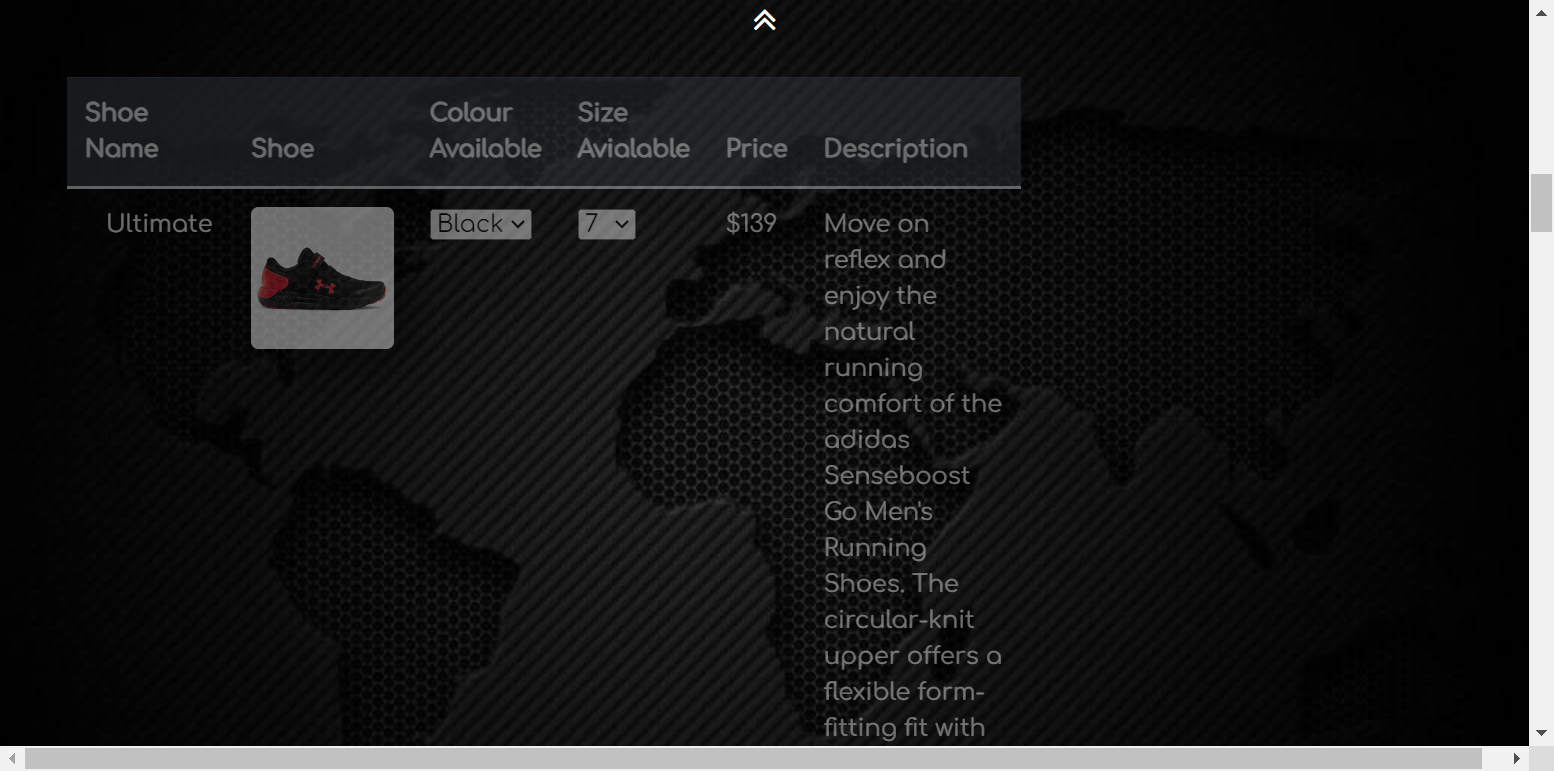 Shoe Name
Shoe
Colour Available
Size Avialable
Price
Description
Ultimate
Black
7
$139
Move on
reflex and
enjoy the
natural
running
comfort of the
adidas
Senseboost
Go Men's
Running
Shoes. The
circular-knit
upper offers a
flexible form-
fitting fit with